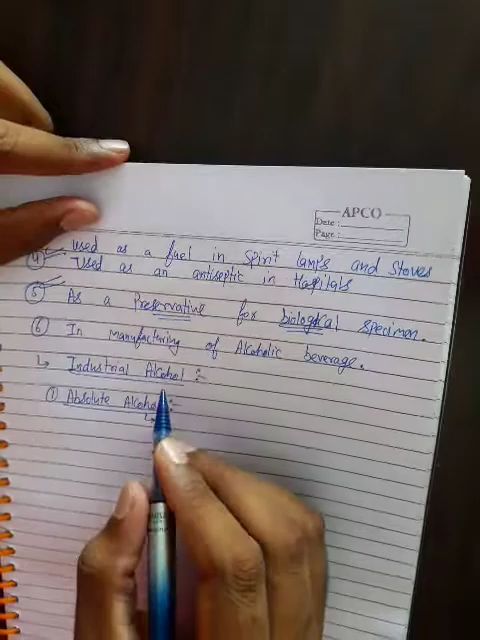 APCO
Date :
Page :
Used as a fuel in spirit lamps and Stoves
④ Used as an antiseptic in Hospitals
⑤ As a Preservative for biological specimen.
⑥ In manufacturing of Alcoholic beverage.
↳ Industrial Alcohol :-
① Absolute Alcohol :-